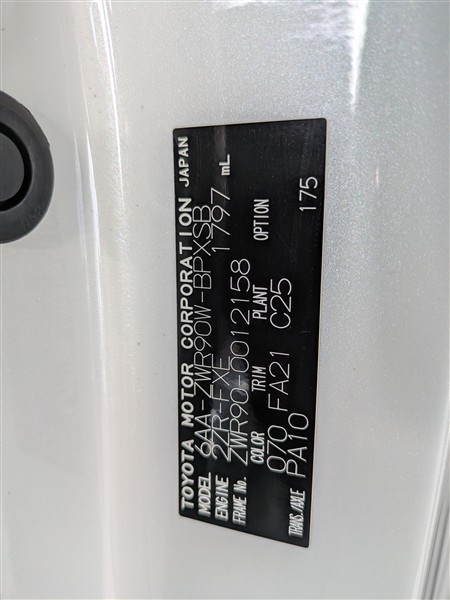 TOYOTA MOTOR CORPORATION JAPAN
MODEL 6AA-ZWR90W-BPXSB
ENGINE 2ZR-FXE 1797 mL
FRAME No. ZWR90-0012158
COLOR TRIM PLANT OPTION
070 FA21 C25 175
TRANS./AXLE PA10